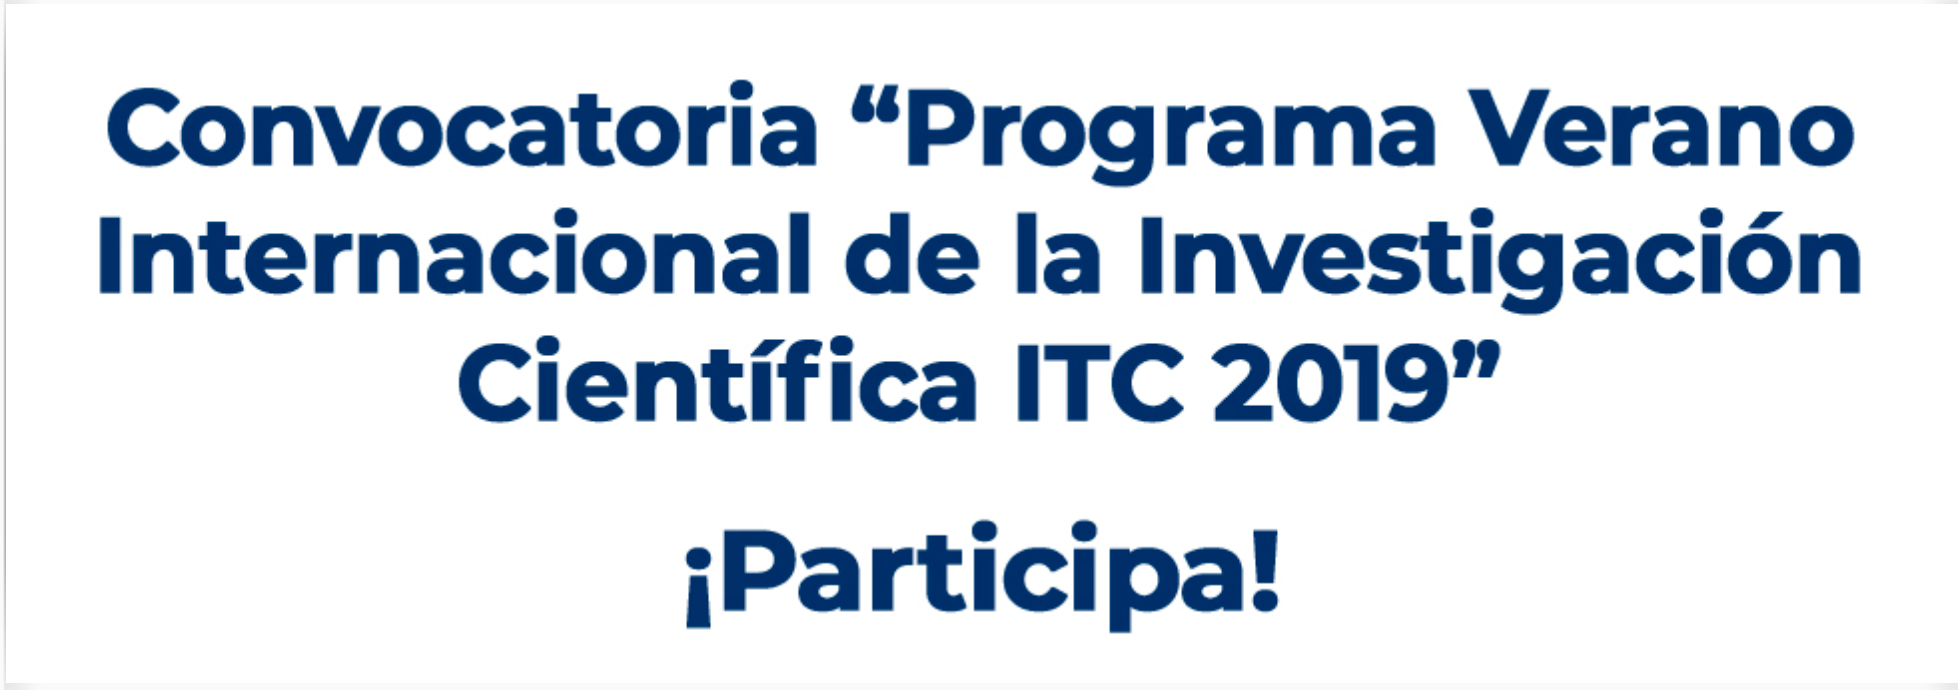 Convocatoria “Programa Verano
Internacional de la Investigación
Científica ITC 2019”
¡Participa!